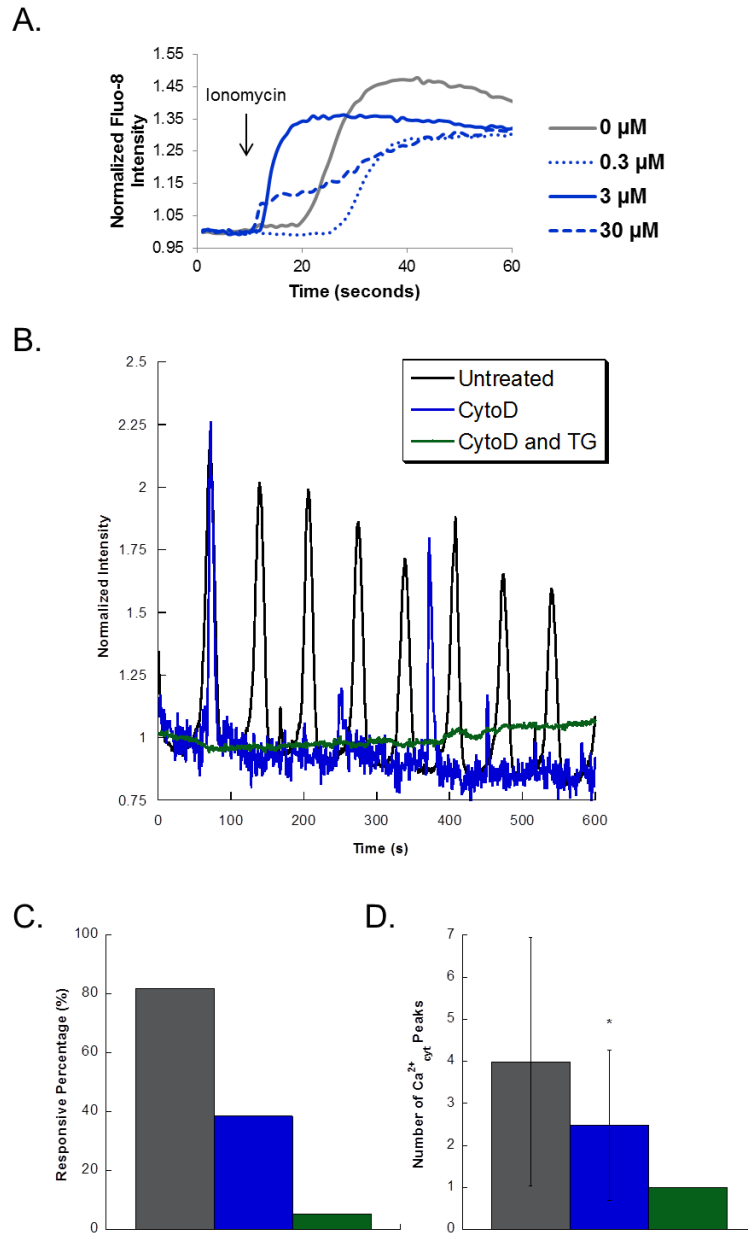 A.
Normalized Fluo-8
Intensity
1.55
1.45
1.35
1.25
1.15
1.05
0.95
Ionomycin
0 µM
0.3 µM
3 µM
30 µM
0 20 40 60
Time (seconds)
B.
Normalized Intensity
2.5
2.25
2
1.75
1.5
1.25
1
0.75
Untreated
CytoD
CytoD and TG
0 100 200 300 400 500 600
Time (s)
C.
Responsive Percentage (%)
100
80
60
40
20
0
D.
Number of Ca²⁺cyt Peaks
7
6
5
4
3
2
1
0
*